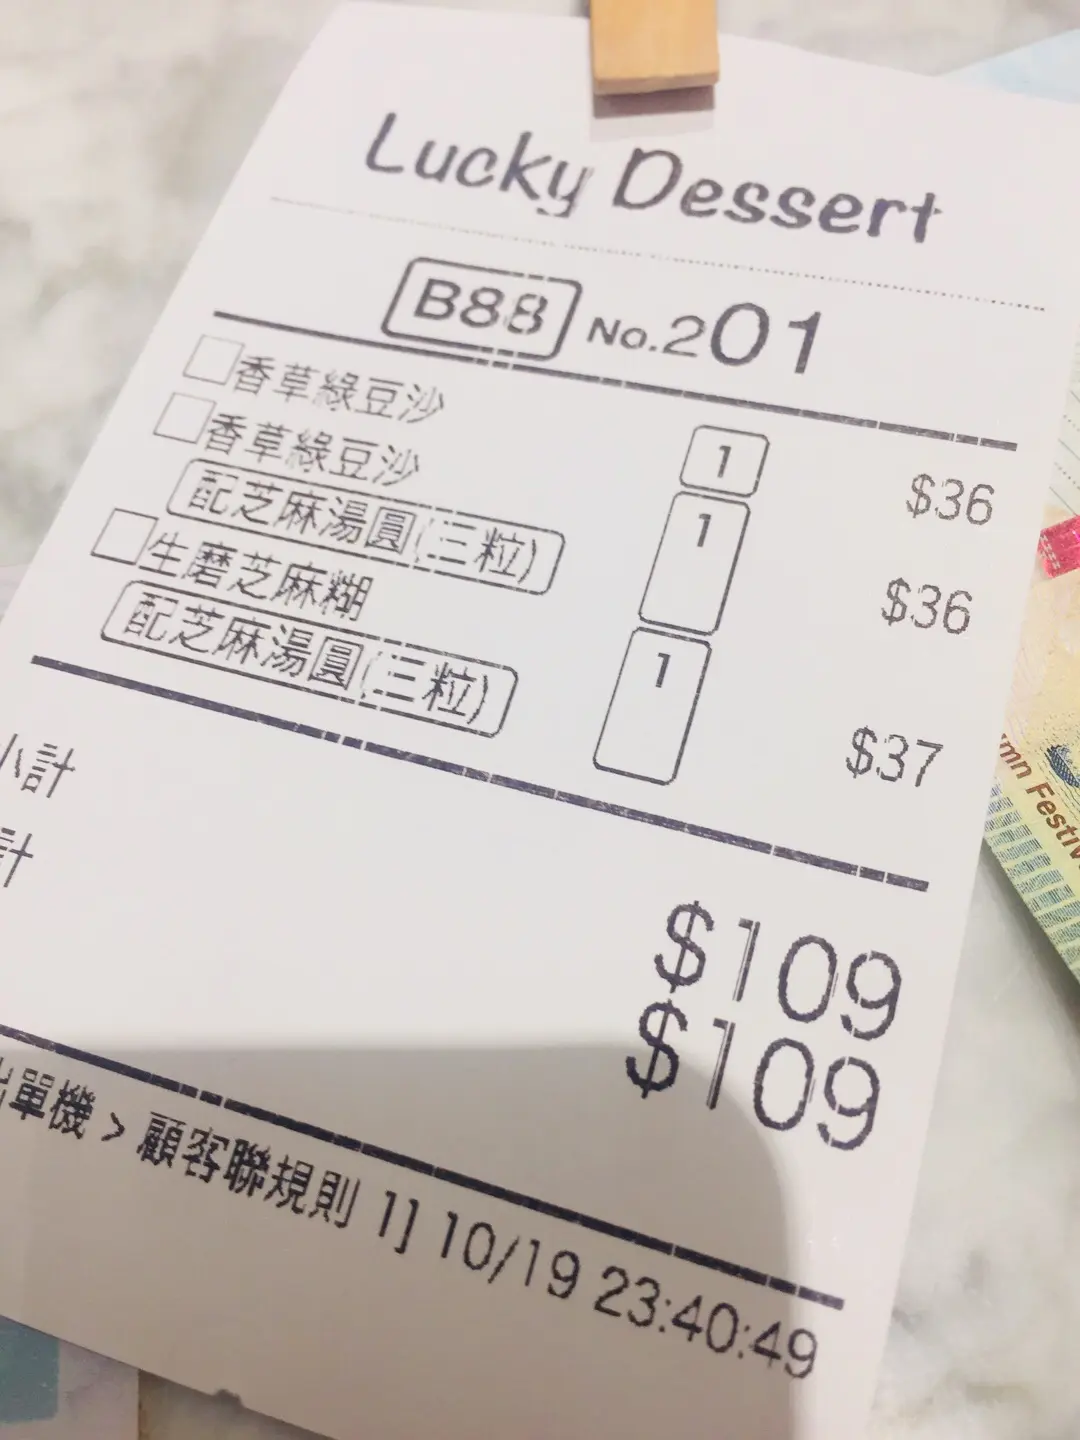 Lucky Dessert
B88 No.201
香草綠豆沙 1 $36
香草綠豆沙 1 $36
配芝麻湯圓(三粒)
生磨芝麻糊 1 $37
配芝麻湯圓(三粒)
小計 $109
計 $109
出單機 > 顧客聯規則 1] 10/19 23:40:49
mn Festiv